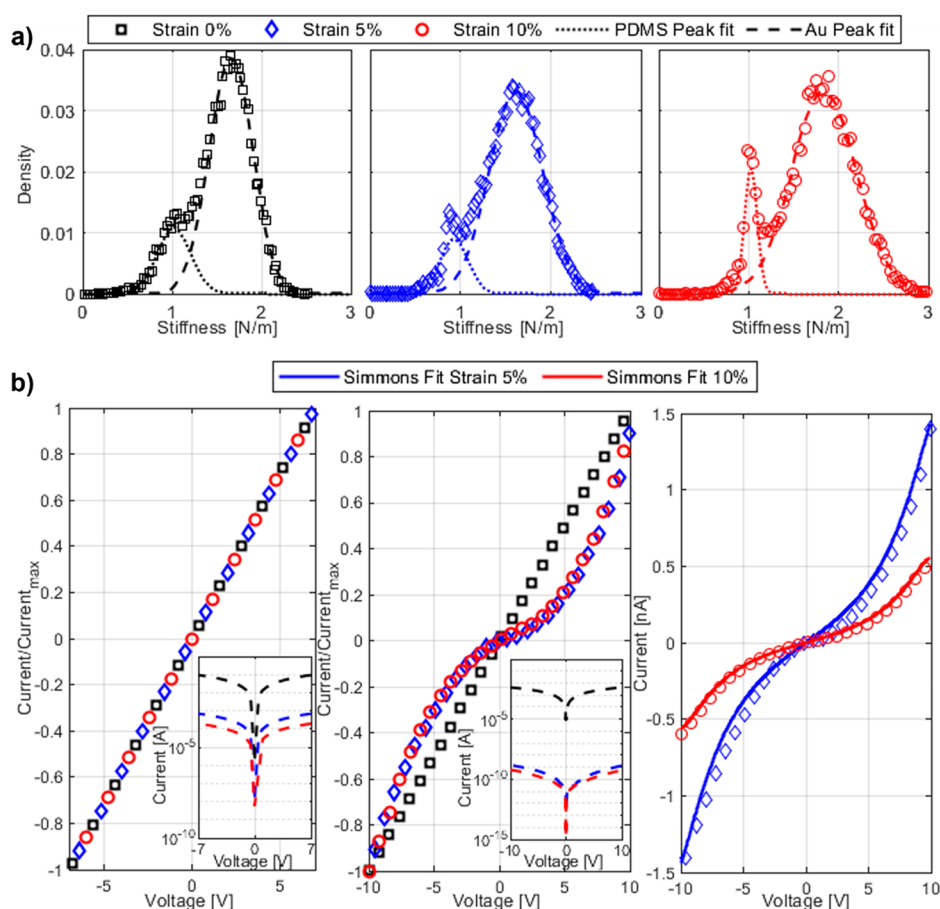 a)
Strain 0% Strain 5% Strain 10% PDMS Peak fit Au Peak fit
Density
0.04
0.03
0.02
0.01
0
0 1 2 3
Stiffness [N/m]
0 1 2 3
Stiffness [N/m]
0 1 2 3
Stiffness [N/m]
b)
Simmons Fit Strain 5% Simmons Fit 10%
Current/Current_max
1
0.8
0.6
0.4
0.2
0
-0.2
-0.4
-0.6
-0.8
-1
-5 0 5
Voltage [V]
Current [A]
10^-5
10^-10
-7 0 7
Voltage [V]
Current/Current_max
1
0.8
0.6
0.4
0.2
0
-0.2
-0.4
-0.6
-0.8
-1
-10 -5 0 5 10
Voltage [V]
Current [A]
10^-5
10^-10
10^-15
-10 0 10
Voltage [V]
Current [nA]
1.5
1
0.5
0
-0.5
-1
-1.5
-10 -5 0 5 10
Voltage [V]